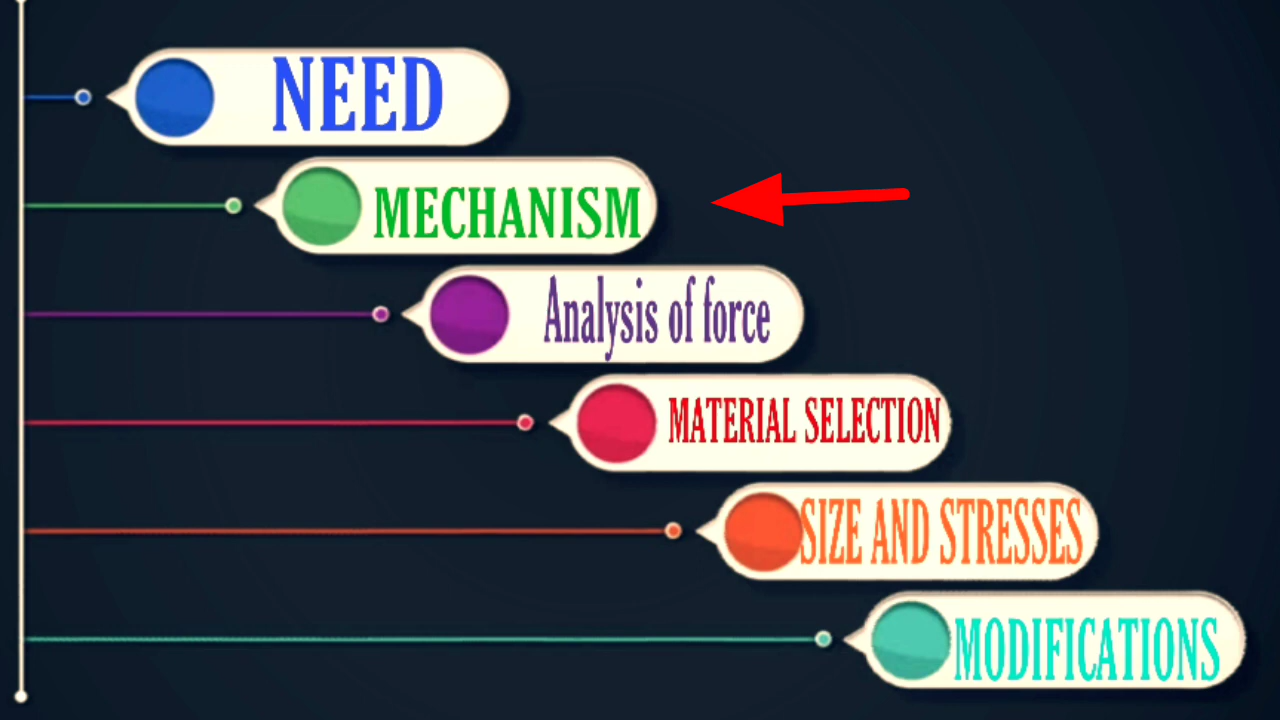 NEED
MECHANISM
Analysis of force
MATERIAL SELECTION
SIZE AND STRESSES
MODIFICATIONS